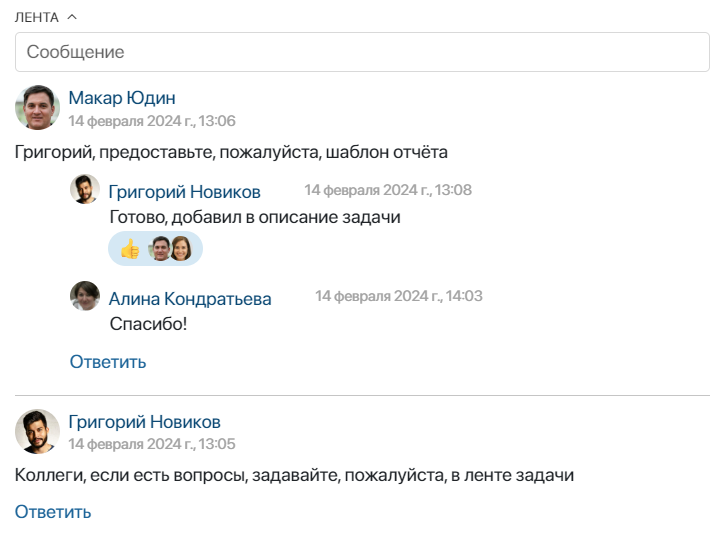 ЛЕНТА
Сообщение
Макар Юдин
14 февраля 2024 г., 13:06
Григорий, предоставьте, пожалуйста, шаблон отчёта
Григорий Новиков 14 февраля 2024 г., 13:08
Готово, добавил в описание задачи
Алина Кондратьева 14 февраля 2024 г., 14:03
Спасибо!
Ответить
Григорий Новиков
14 февраля 2024 г., 13:05
Коллеги, если есть вопросы, задавайте, пожалуйста, в ленте задачи
Ответить